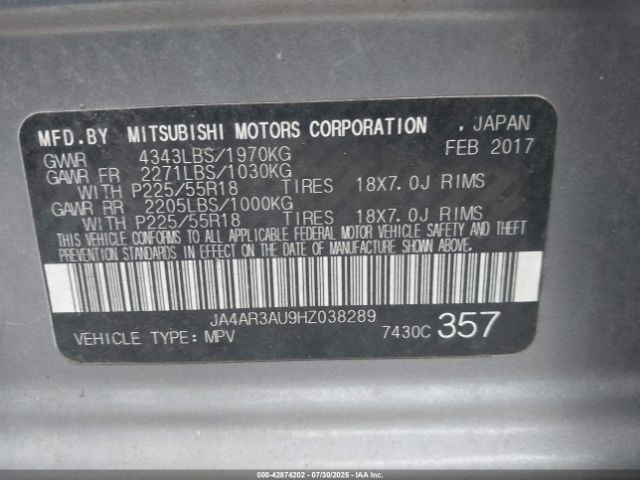 MFD.BY MITSUBISHI MOTORS CORPORATION , JAPAN
GVWR 4343LBS/1970KG FEB 2017
GAWR FR 2271LBS/1030KG
WITH P225/55R18 TIRES 18X7.0J RIMS
GAWR RR 2205LBS/1000KG
WITH P225/55R18 TIRES 18X7.0J RIMS
THIS VEHICLE CONFORMS TO ALL APPLICABLE FEDERAL MOTOR VEHICLE SAFETY AND THEFT
PREVENTION STANDARDS IN EFFECT ON THE DATE OF MANUFACTURE SHOWN ABOVE.
JA4AR3AU9HZ038289
VEHICLE TYPE: MPV 7430C 357
000-42874202 - 07/30/2025 - IAAI.COM